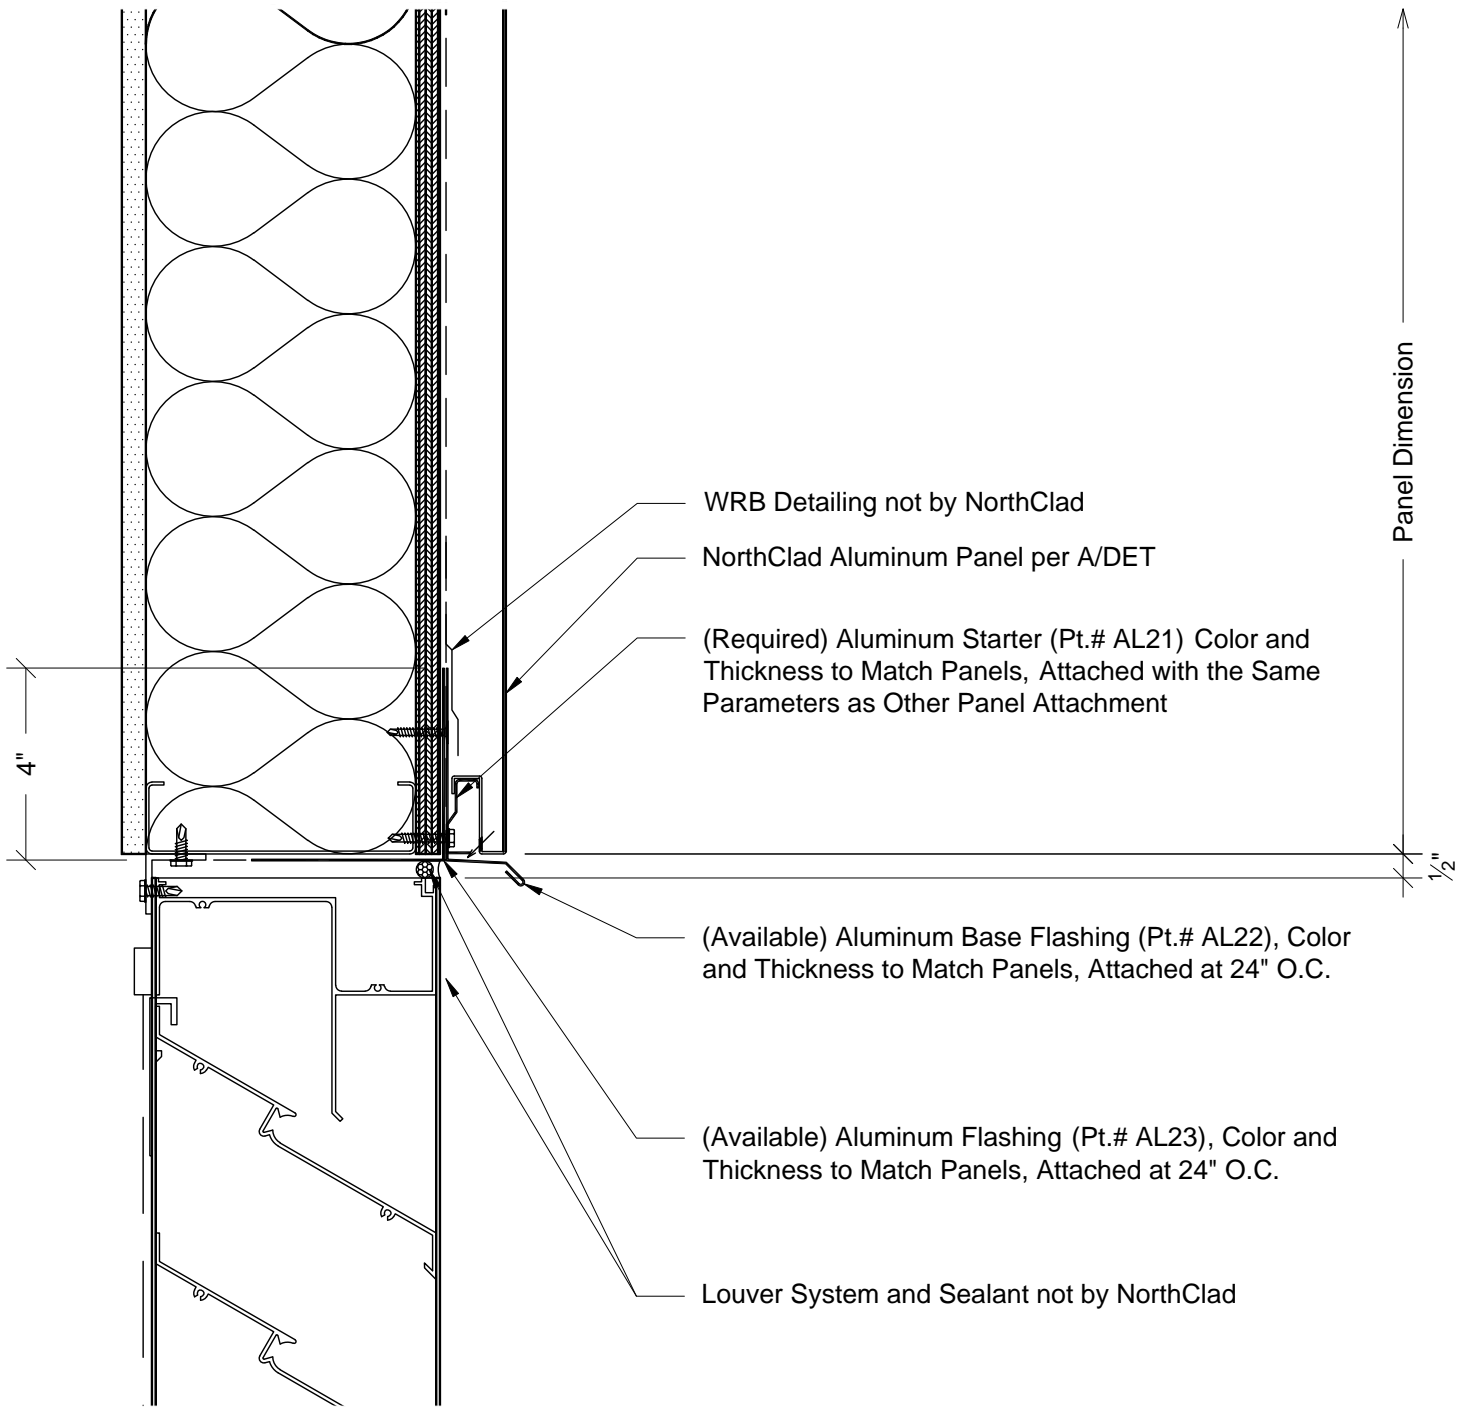 WRB Detailing not by NorthClad
NorthClad Aluminum Panel per A/DET
(Required) Aluminum Starter (Pt.# AL21) Color and
Thickness to Match Panels, Attached with the Same
Parameters as Other Panel Attachment
(Available) Aluminum Base Flashing (Pt.# AL22), Color
and Thickness to Match Panels, Attached at 24" O.C.
(Available) Aluminum Flashing (Pt.# AL23), Color and
Thickness to Match Panels, Attached at 24" O.C.
Louver System and Sealant not by NorthClad
4"
Panel Dimension
½"